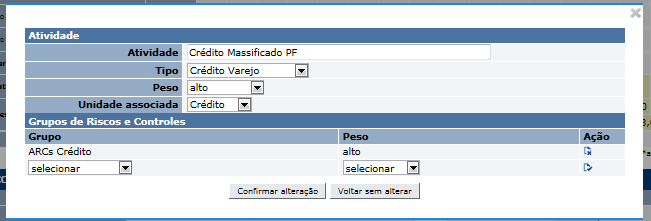 Atividade
Atividade Crédito Massificado PF
Tipo Crédito Varejo
Peso alto
Unidade associada Crédito
Grupos de Riscos e Controles
Grupo Peso Ação
ARCs Crédito alto
selecionar selecionar
Confirmar alteração Voltar sem alterar